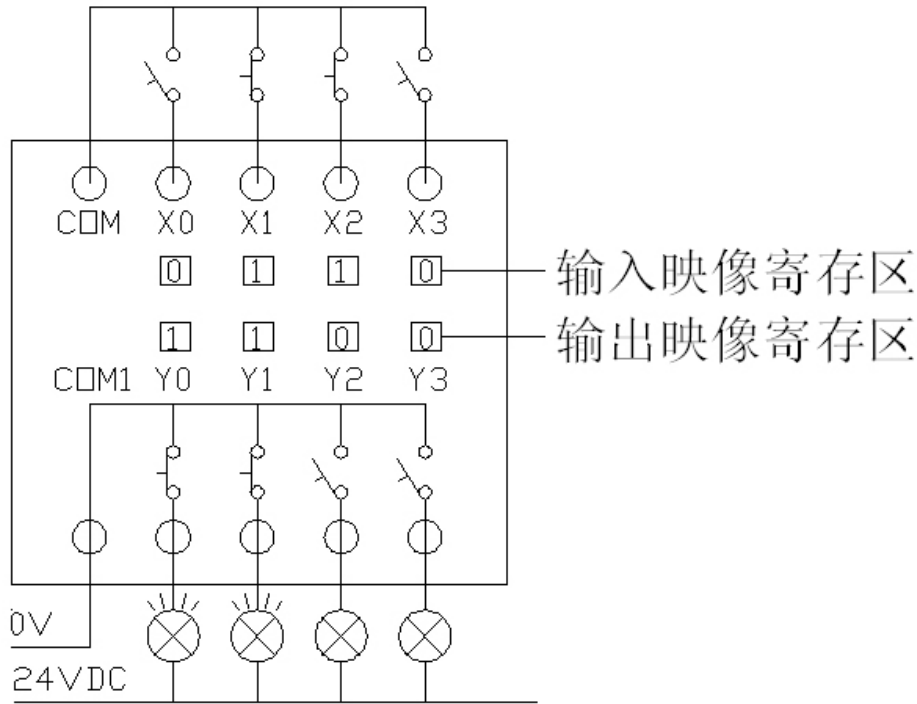 COM X0 X1 X2 X3
0 1 1 0 输入映像寄存区
1 1 0 0 输出映像寄存区
COM1 Y0 Y1 Y2 Y3
0V
24VDC